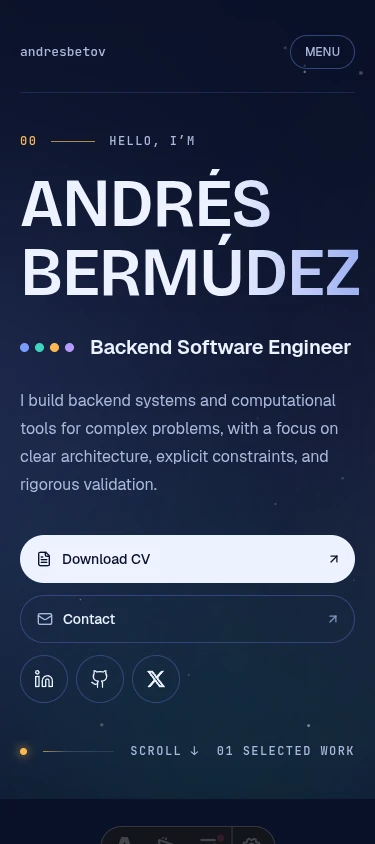 andresbetov
MENU
00 HELLO, I’M
ANDRÉS
BERMÚDEZ
Backend Software Engineer
I build backend systems and computational
tools for complex problems, with a focus on
clear architecture, explicit constraints, and
rigorous validation.
Download CV
Contact
SCROLL ↓ 01 SELECTED WORK